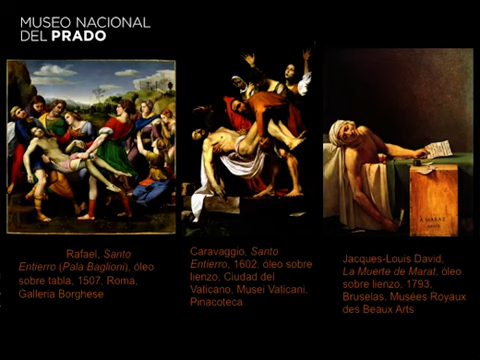 MUSEO NACIONAL
DEL PRADO
Rafael, Santo
Entierro (Pala Baglioni), óleo
sobre tabla, 1507, Roma,
Galleria Borghese
Caravaggio, Santo
Entierro, 1602, óleo sobre
lienzo, Ciudad del
Vaticano, Musei Vaticani,
Pinacoteca
Jacques-Louis David,
La Muerte de Marat, óleo
sobre lienzo, 1793,
Bruselas, Musées Royaux
des Beaux Arts
A MARAT